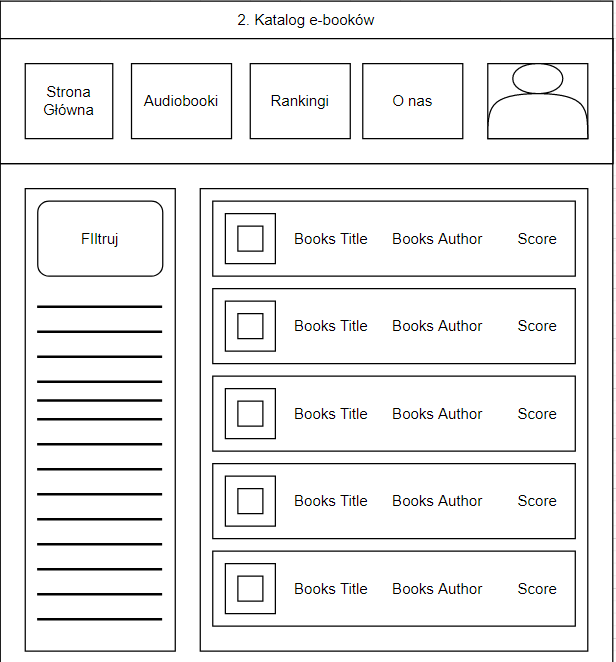 2. Katalog e-booków
Strona
Główna
Audiobooki
Rankingi
O nas
FIltruj
Books Title Books Author Score
Books Title Books Author Score
Books Title Books Author Score
Books Title Books Author Score
Books Title Books Author Score